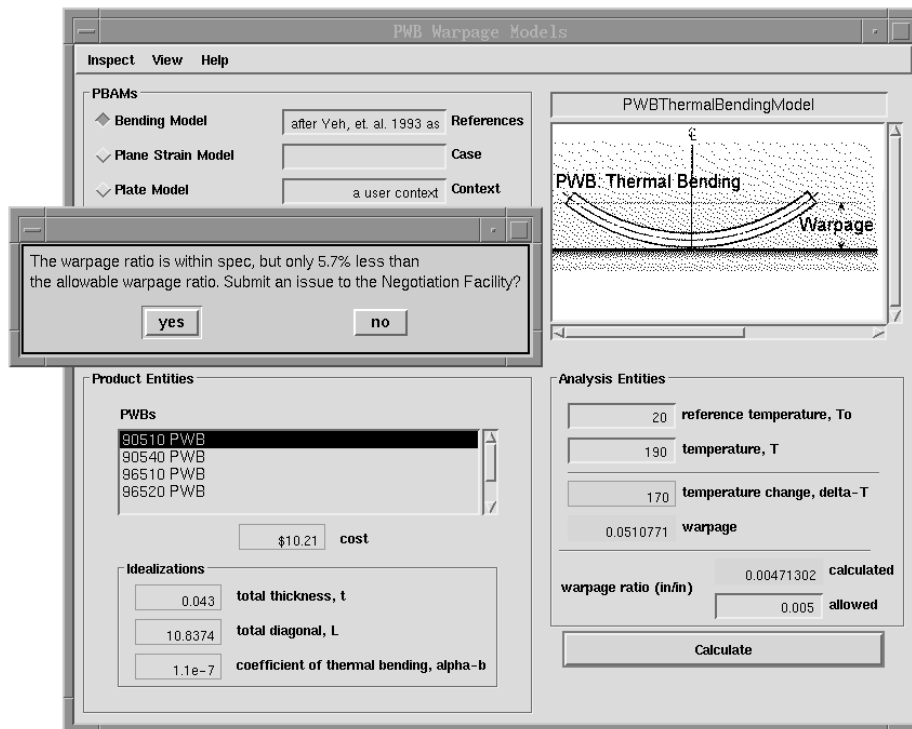 PWB Warpage Models
Inspect View Help
PBAMs
Bending Model
after Yeh, et. al. 1993 as References
Plane Strain Model
Case
Plate Model
a user context Context
PWBThermalBendingModel
℄
PWB: Thermal Bending
Warpage
The warpage ratio is within spec, but only 5.7% less than
the allowable warpage ratio. Submit an issue to the Negotiation Facility?
yes no
Product Entities
PWBs
90510 PWB
90540 PWB
96510 PWB
96520 PWB
$10.21 cost
Idealizations
0.043 total thickness, t
10.8374 total diagonal, L
1.1e-7 coefficient of thermal bending, alpha-b
Analysis Entities
20 reference temperature, To
190 temperature, T
170 temperature change, delta-T
0.0510771 warpage
warpage ratio (in/in)
0.00471302 calculated
0.005 allowed
Calculate